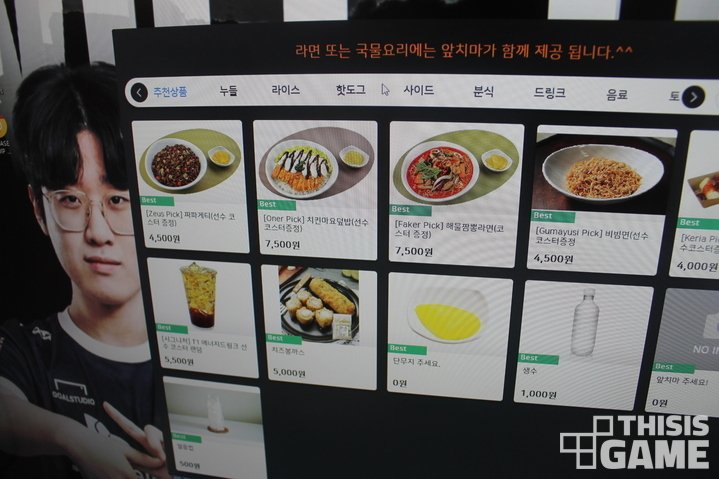 라면 또는 국물요리에는 앞치마가 함께 제공 됩니다.^^
추천상품 누들 라이스 핫도그 사이드 분식 드링크 음료 토
Best
[Zeus Pick] 짜파게티(선수 코
스터 증정)
4,500원
Best
[Oner Pick] 치킨마요덮밥(선수 코
스터증정)
7,500원
Best
[Faker Pick] 해물짬뽕라면(코
스터 증정)
7,500원
Best
[Gumayusi Pick] 비빔면(선수
코스터증정)
4,500원
Best
[Keria
수코스터증
4,000원
Best
[시그니처] T1 에너지드링크 선
수 코스터 랜덤
5,500원
Best
치즈볼까스
5,000원
Best
단무지 주세요.
0원
Best
생수
1,000원
NO IM
Best
앞치마 주세요!
0원
Best
얼음컵
500원
GOALSTUDIO
THISIS
GAME